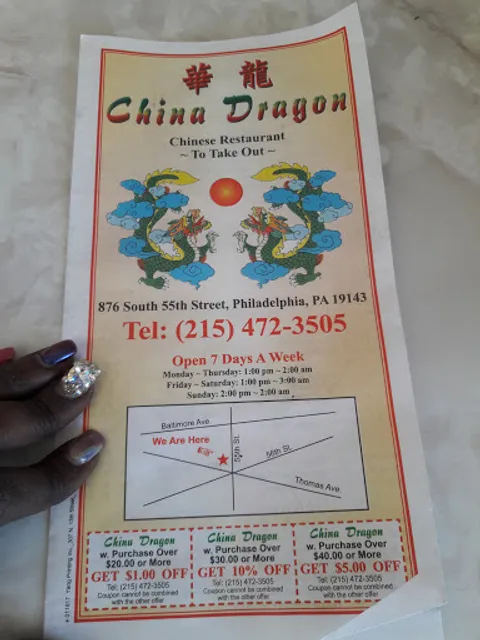 華 龍
China Dragon
Chinese Restaurant
~ To Take Out ~
876 South 55th Street, Philadelphia, PA 19143
Tel: (215) 472-3505
Open 7 Days A Week
Monday ~ Thursday: 1:00 pm ~ 2:00 am
Friday ~ Saturday: 1:00 pm ~ 3:00 am
Sunday: 2:00 pm ~ 2:00 am
Baltimore Ave.
We Are Here
55th St.
56th St.
Thomas Ave.
China Dragon
w. Purchase Over
$20.00 or More
GET $1.00 OFF
Tel: (215) 472-3505
Coupon cannot be combined
with the other offer
China Dragon
w. Purchase Over
$30.00 or More
GET 10% OFF
Tel: (215) 472-3505
Coupon cannot be combined
with the other offer
China Dragon
w. Purchase Over
$40.00 or More
GET $5.00 OFF
Tel: (215) 472-3505
Coupon cannot be combined
with the other offer
Yang Printing Inc. 307 N. 13th Street,